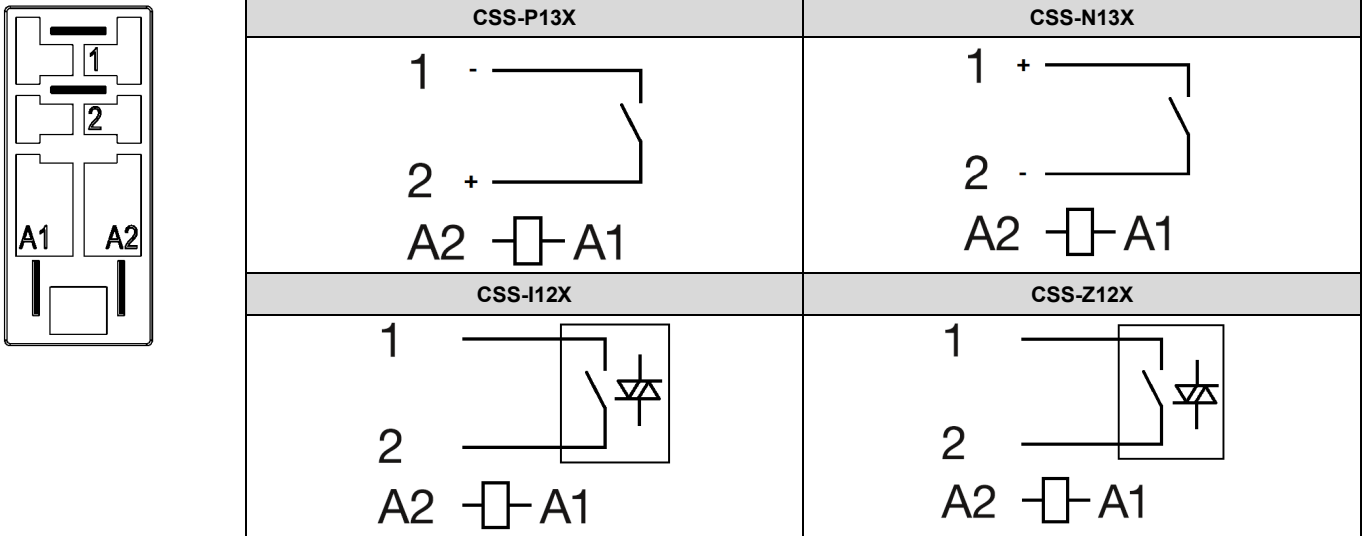 1
2
A1 A2
CSS-P13X CSS-N13X
1 -
2 +
A2 A1
1 +
2 -
A2 A1
CSS-I12X CSS-Z12X
1
2
A2 A1
1
2
A2 A1